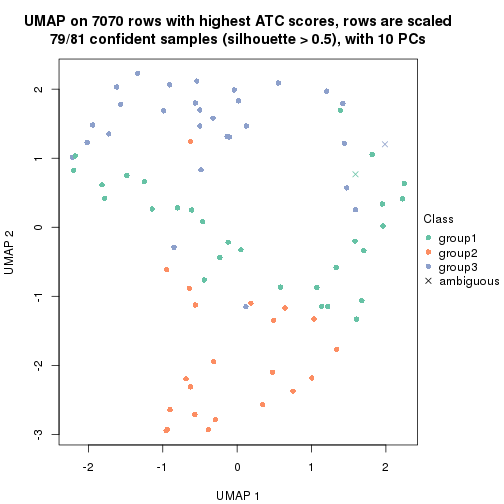 UMAP on 7070 rows with highest ATC scores, rows are scaled
79/81 confident samples (silhouette > 0.5), with 10 PCs
2
1
0
-1
-2
-3
UMAP 2
-2 -1 0 1 2
UMAP 1
Class
group1
group2
group3
ambiguous